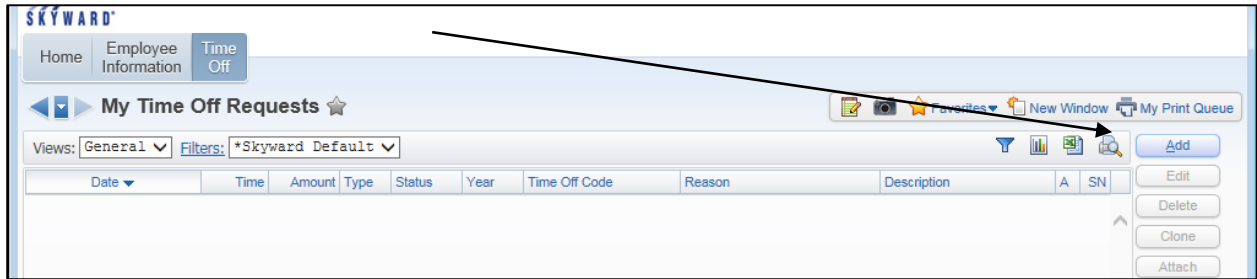 SKYWARD®
Home Employee Information Time Off
My Time Off Requests
Favorites New Window My Print Queue
Views: General Filters: *Skyward Default
Add
Date Time Amount Type Status Year Time Off Code Reason Description A SN
Edit
Delete
Clone
Attach